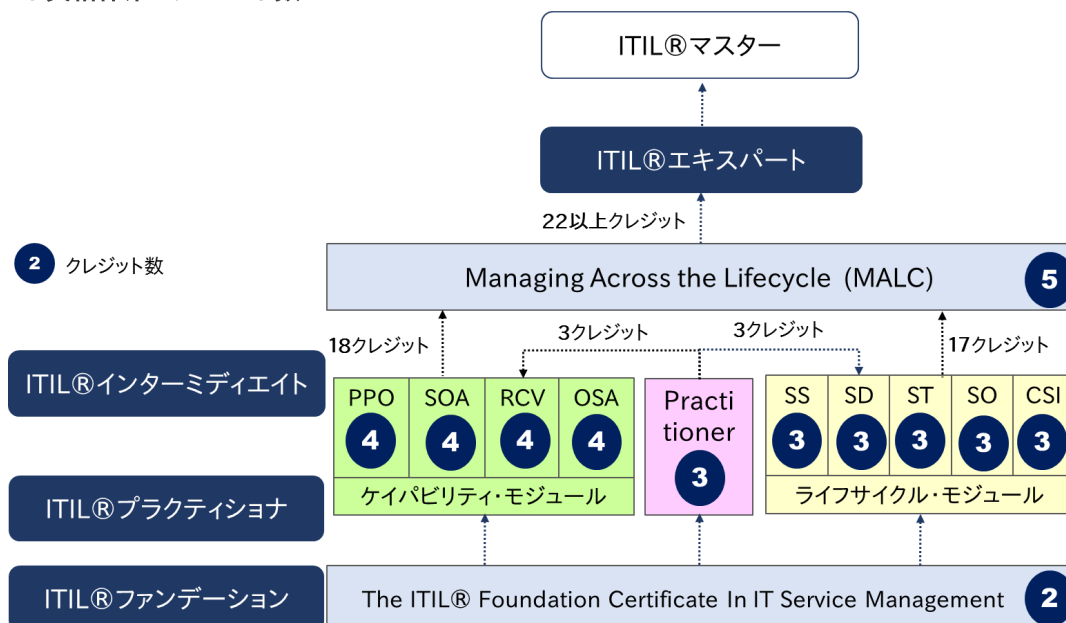 ITIL®マスター
ITIL®エキスパート
22以上クレジット
2 クレジット数
Managing Across the Lifecycle (MALC) 5
18クレジット
3クレジット
3クレジット
17クレジット
ITIL®インターミディエイト
PPO
SOA
RCV
OSA
4
4
4
4
Practi
tioner
3
SS
SD
ST
SO
CSI
3
3
3
3
3
ケイパビリティ・モジュール
ライフサイクル・モジュール
ITIL®プラクティショナ
ITIL®ファンデーション
The ITIL® Foundation Certificate In IT Service Management 2